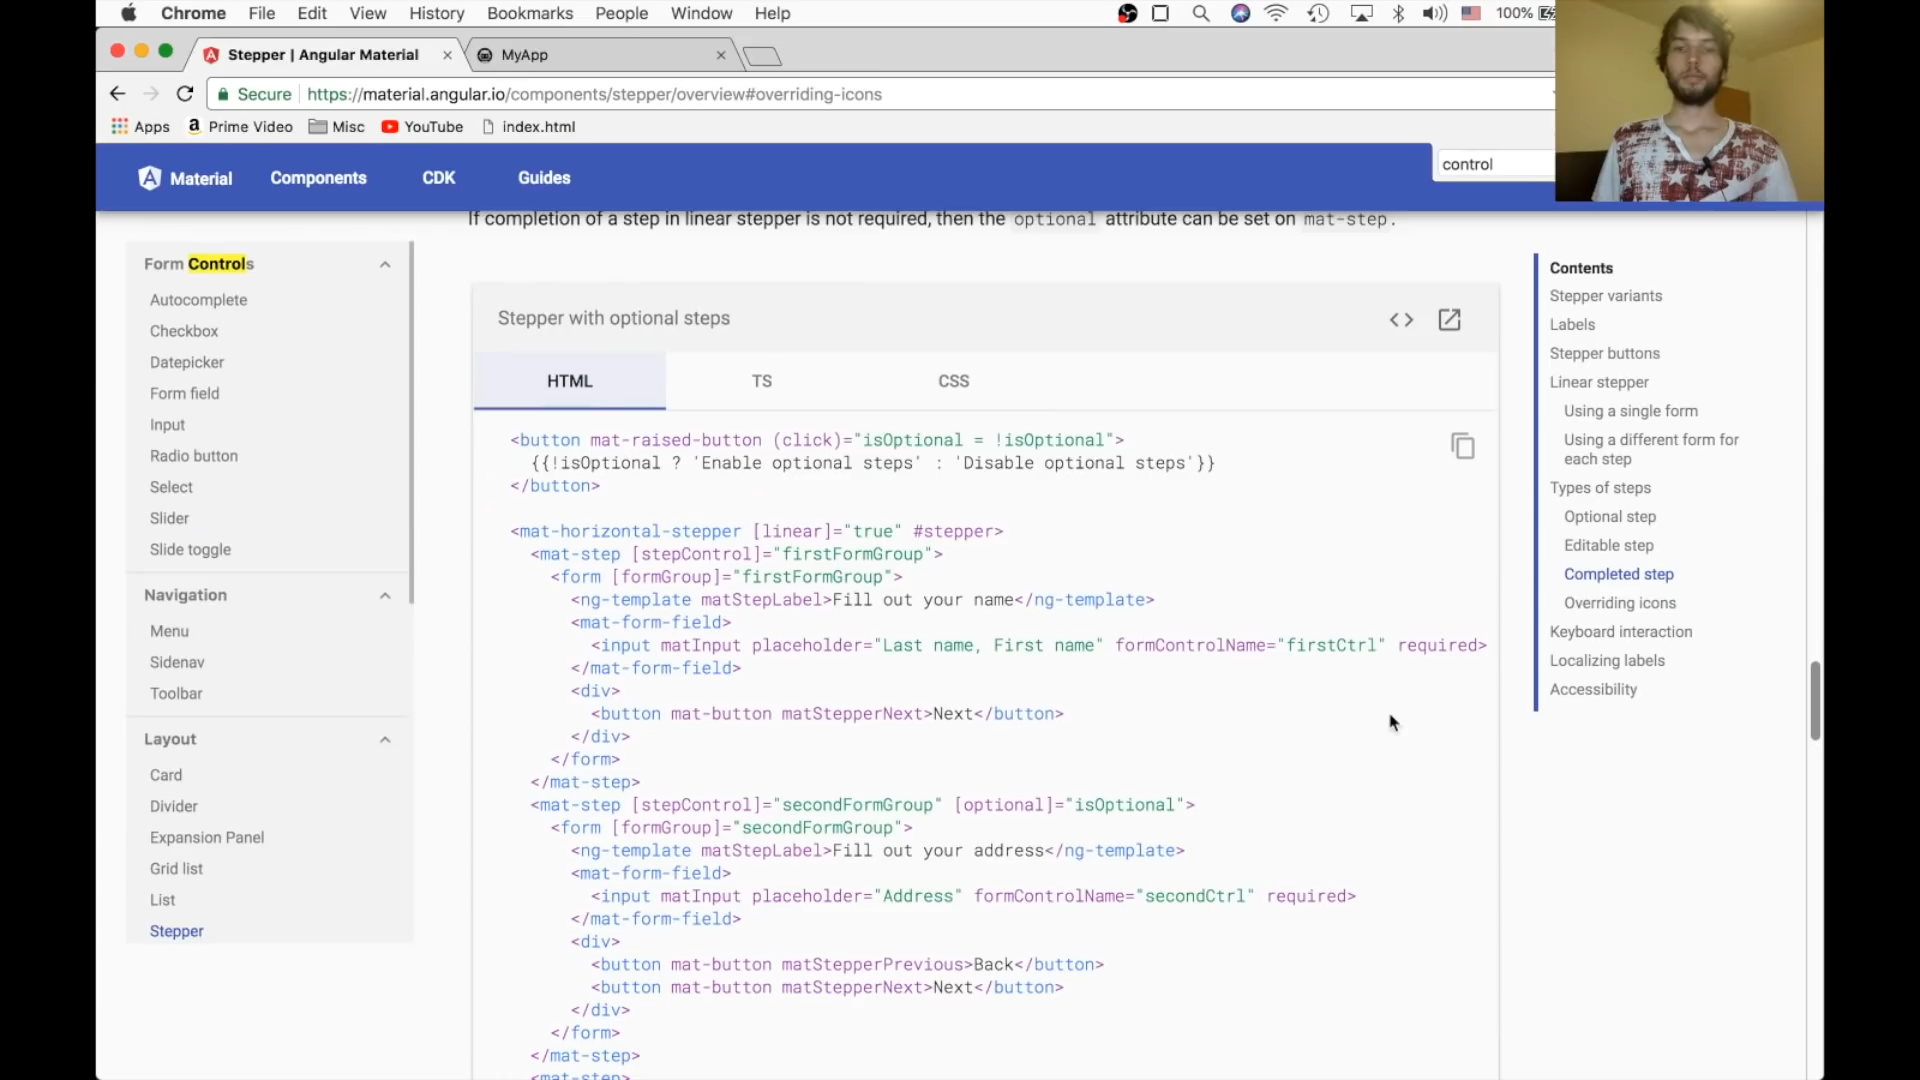 Chrome File Edit View History Bookmarks People Window Help 100%
Stepper | Angular Material MyApp
Secure https://material.angular.io/components/stepper/overview#overriding-icons
Apps Prime Video Misc YouTube index.html
Material Components CDK Guides control
If completion of a step in linear stepper is not required, then the optional attribute can be set on mat-step.
Form Controls
Autocomplete
Checkbox
Datepicker
Form field
Input
Radio button
Select
Slider
Slide toggle
Navigation
Menu
Sidenav
Toolbar
Layout
Card
Divider
Expansion Panel
Grid list
List
Stepper
Stepper with optional steps
HTML TS CSS
<button mat-raised-button (click)="isOptional = !isOptional">
{{!isOptional ? 'Enable optional steps' : 'Disable optional steps'}}
</button>
<mat-horizontal-stepper [linear]="true" #stepper>
<mat-step [stepControl]="firstFormGroup">
<form [formGroup]="firstFormGroup">
<ng-template matStepLabel>Fill out your name</ng-template>
<mat-form-field>
<input matInput placeholder="Last name, First name" formControlName="firstCtrl" required>
</mat-form-field>
<div>
<button mat-button matStepperNext>Next</button>
</div>
</form>
</mat-step>
<mat-step [stepControl]="secondFormGroup" [optional]="isOptional">
<form [formGroup]="secondFormGroup">
<ng-template matStepLabel>Fill out your address</ng-template>
<mat-form-field>
<input matInput placeholder="Address" formControlName="secondCtrl" required>
</mat-form-field>
<div>
<button mat-button matStepperPrevious>Back</button>
<button mat-button matStepperNext>Next</button>
</div>
</form>
</mat-step>
<mat-step>
Contents
Stepper variants
Labels
Stepper buttons
Linear stepper
Using a single form
Using a different form for
each step
Types of steps
Optional step
Editable step
Completed step
Overriding icons
Keyboard interaction
Localizing labels
Accessibility